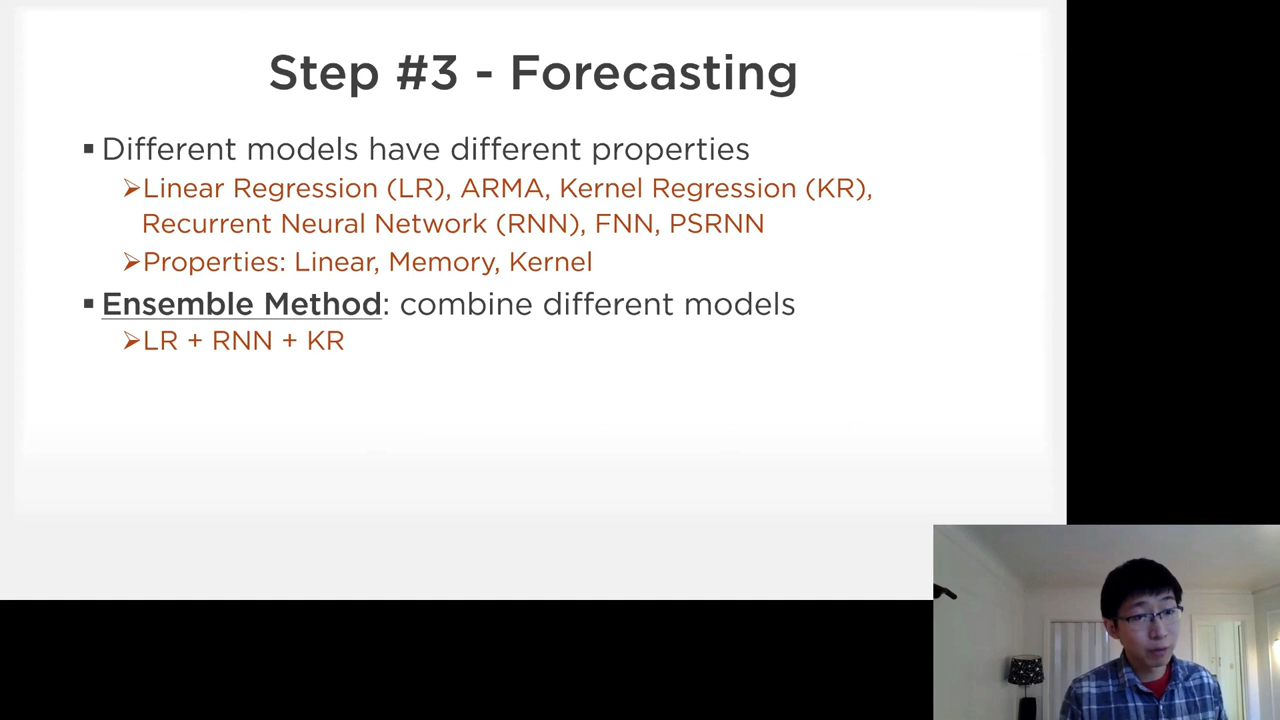 Step #3 - Forecasting
▪ Different models have different properties
➢Linear Regression (LR), ARMA, Kernel Regression (KR),
Recurrent Neural Network (RNN), FNN, PSRNN
➢Properties: Linear, Memory, Kernel
▪ Ensemble Method: combine different models
➢LR + RNN + KR